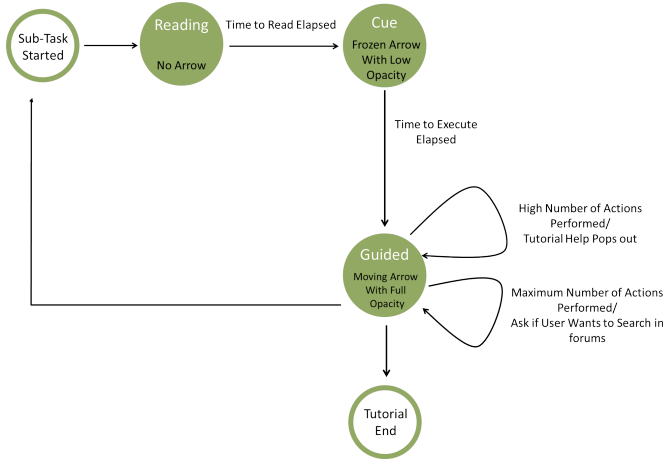 Sub-Task
Started
Reading
No Arrow
Time to Read Elapsed
Cue
Frozen Arrow
With Low
Opacity
Time to Execute
Elapsed
Guided
Moving Arrow
With Full
Opacity
High Number of Actions
Performed/
Tutorial Help Pops out
Maximum Number of Actions
Performed/
Ask if User Wants to Search in
forums
Tutorial
End